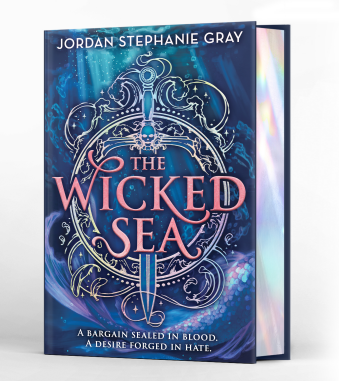 JORDAN STEPHANIE GRAY
THE
WICKED
SEA
A BARGAIN SEALED IN BLOOD.
A DESIRE FORGED IN HATE.